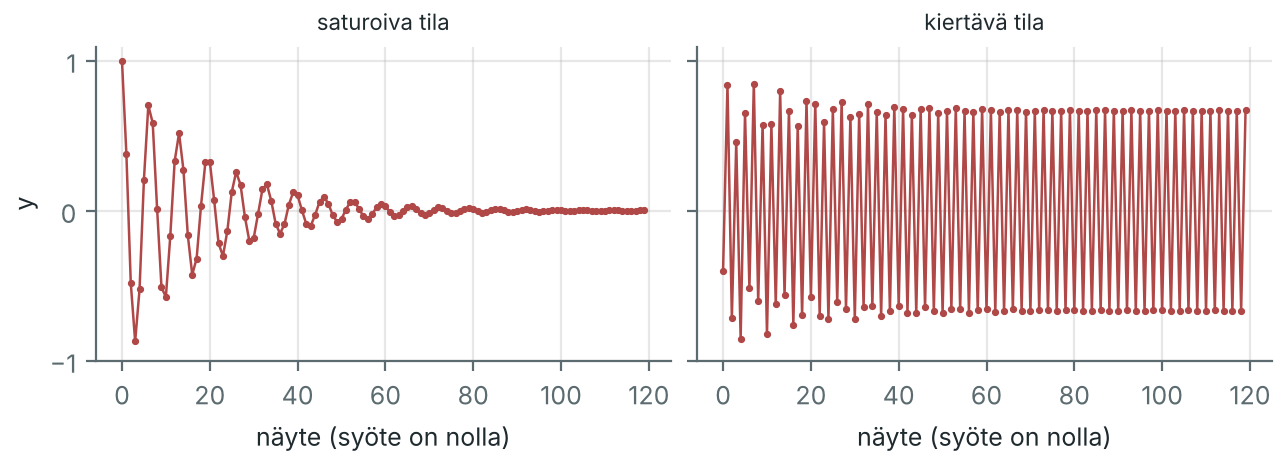 saturoiva tila
kiertävä tila
y
1
0
−1
0 20 40 60 80 100 120
0 20 40 60 80 100 120
näyte (syöte on nolla)
näyte (syöte on nolla)